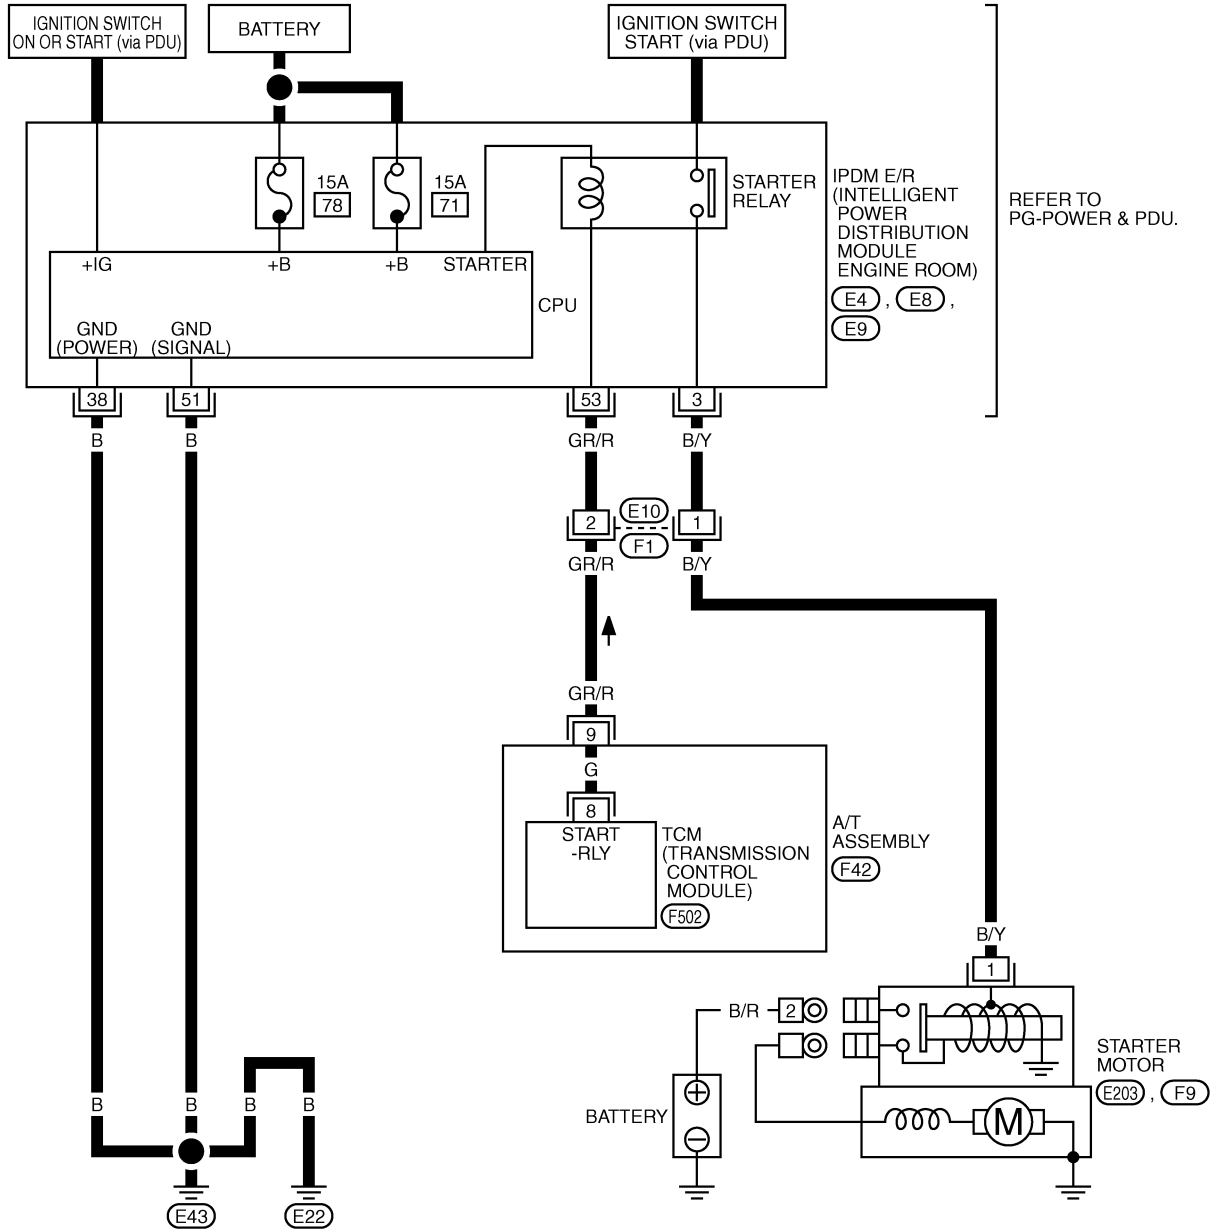 IGNITION SWITCH
ON OR START (via PDU)
BATTERY
IGNITION SWITCH
START (via PDU)
15A
78
15A
71
STARTER
RELAY
IPDM E/R
(INTELLIGENT
POWER
DISTRIBUTION
MODULE
ENGINE ROOM)
E4 , E8 ,
E9
REFER TO
PG-POWER & PDU.
+IG
+B
+B
STARTER
CPU
GND
(POWER)
GND
(SIGNAL)
38
51
53
3
B
B
GR/R
B/Y
2
E10
F1
1
GR/R
B/Y
GR/R
9
G
8
START
-RLY
TCM
(TRANSMISSION
CONTROL
MODULE)
F502
A/T
ASSEMBLY
F42
B/Y
1
B/R
2
BATTERY
M
STARTER
MOTOR
E203 , F9
B
B
B
B
E43
E22